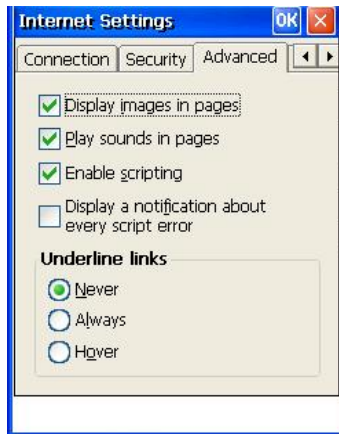 Internet Settings OK
Connection Security Advanced
Display images in pages
Play sounds in pages
Enable scripting
Display a notification about
every script error
Underline links
Never
Always
Hover